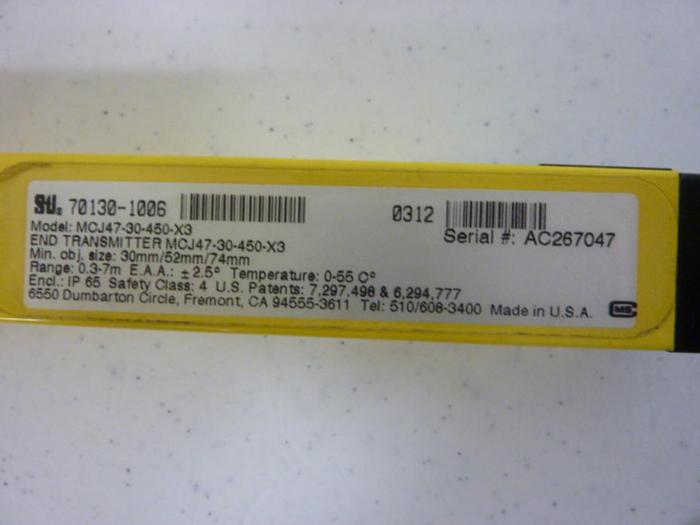 STI. 70130-1006 0312
Model: MCJ47-30-450-X3 Serial #: AC267047
END TRANSMITTER MCJ47-30-450-X3
Min. obj. size: 30mm/52mm/74mm
Range: 0.3-7m E.A.A.: ± 2.5° Temperature: 0-55 C°
Encl.: IP 65 Safety Class: 4 U.S. Patents: 7,297,498 & 6,294,777
6550 Dumbarton Circle, Fremont, CA 94555-3611 Tel: 510/608-3400 Made in U.S.A.